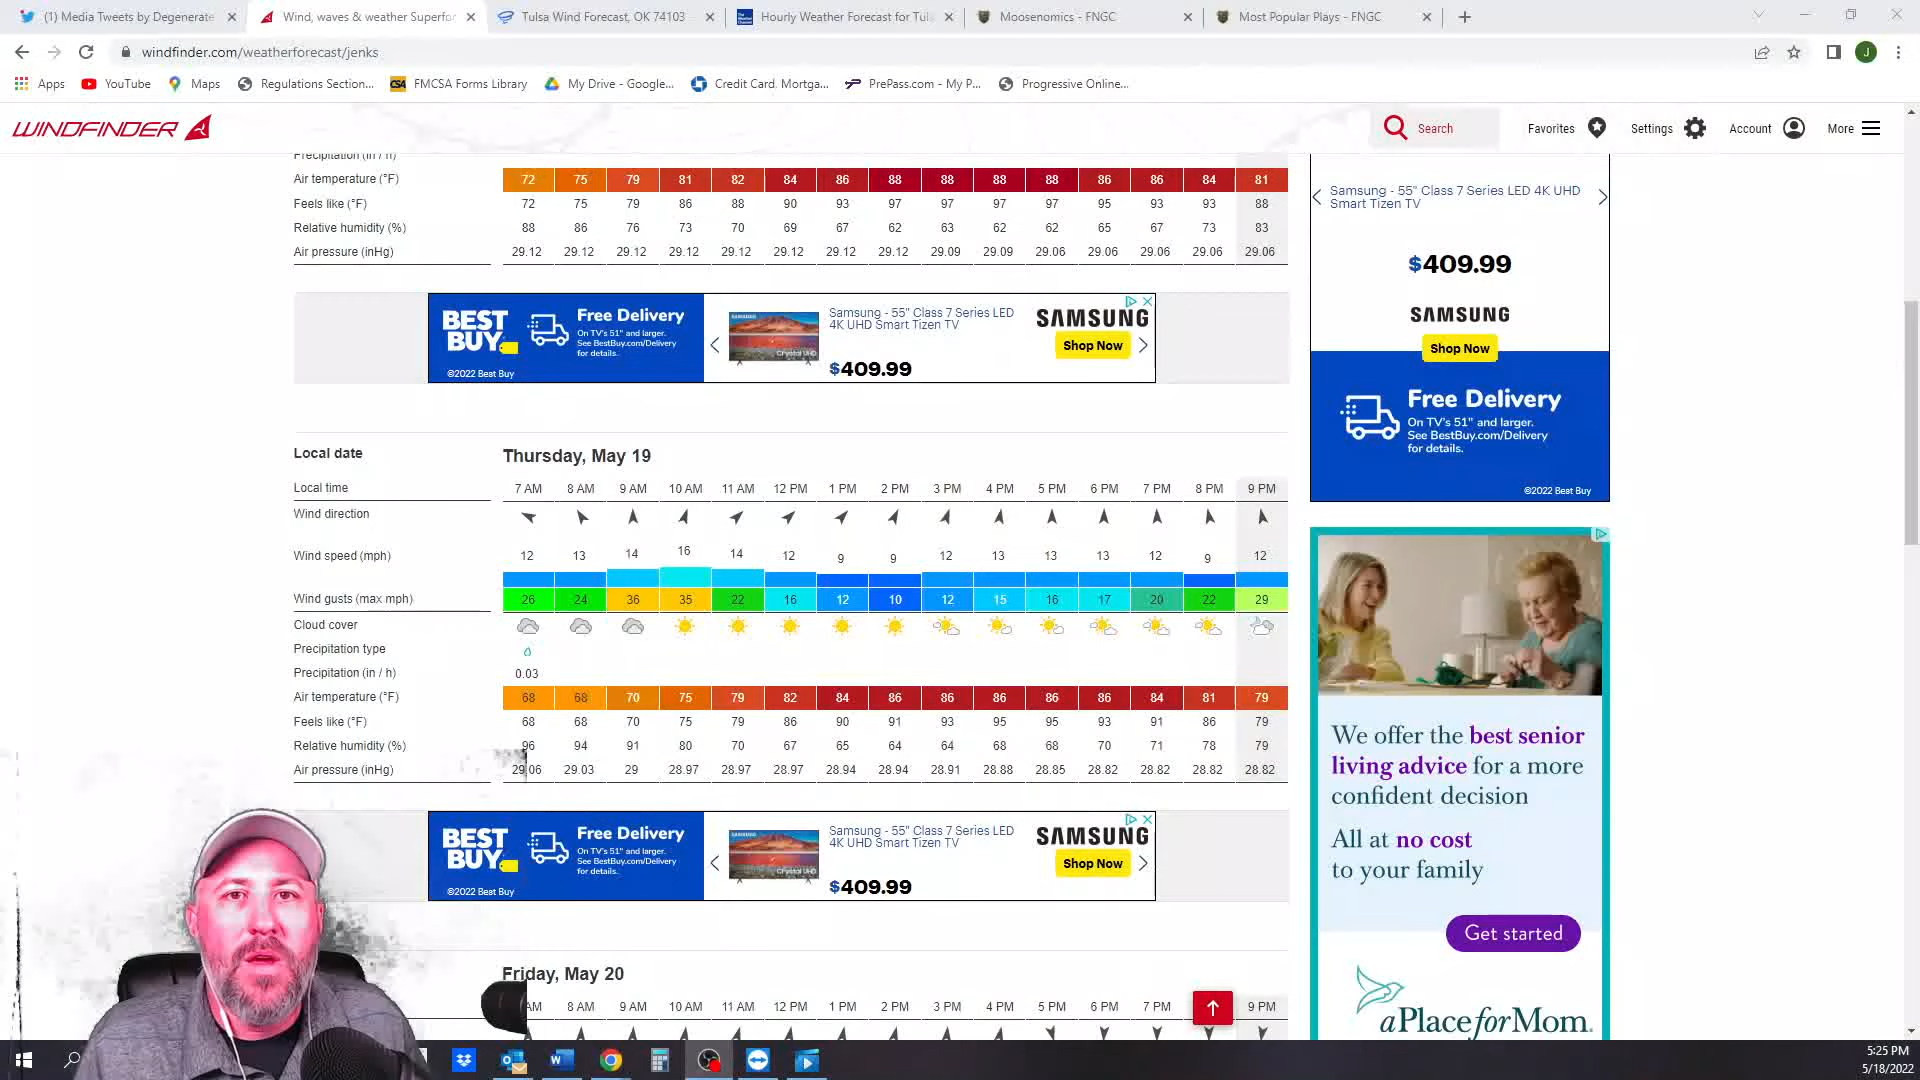 (1) Media Tweets by Degenerate
Wind, waves & weather Superfor
Tulsa Wind Forecast, OK 74103
Hourly Weather Forecast for Tul
Moosenomics - FNGC
Most Popular Plays - FNGC
windfinder.com/weatherforecast/jenks
J
Apps
YouTube
Maps
Regulations Section...
CSA FMCSA Forms Library
My Drive - Google...
Credit Card, Mortga...
PrePass.com - My P...
Progressive Online...
WINDFINDER
Search
Favorites
Settings
Account
More
Precipitation (in / h)
Air temperature (°F) 72 75 79 81 82 84 86 88 88 88 88 86 86 84 81
Feels like (°F) 72 75 79 86 88 90 93 97 97 97 97 95 93 93 88
Relative humidity (%) 88 86 76 73 70 69 67 62 63 62 62 65 67 73 83
Air pressure (inHg) 29.12 29.12 29.12 29.12 29.12 29.12 29.12 29.12 29.09 29.09 29.06 29.06 29.06 29.06 29.06
BEST BUY
Free Delivery
On TV's 51" and larger.
See BestBuy.com/Delivery
for details.
©2022 Best Buy
Samsung - 55" Class 7 Series LED
4K UHD Smart Tizen TV
Crystal UHD
$409.99
SAMSUNG
Shop Now
Local date Thursday, May 19
Local time 7 AM 8 AM 9 AM 10 AM 11 AM 12 PM 1 PM 2 PM 3 PM 4 PM 5 PM 6 PM 7 PM 8 PM 9 PM
Wind direction
Wind speed (mph) 12 13 14 16 14 12 9 9 12 13 13 13 12 9 12
Wind gusts (max mph) 26 24 36 35 22 16 12 10 12 15 16 17 20 22 29
Cloud cover
Precipitation type
Precipitation (in / h) 0.03
Air temperature (°F) 68 68 70 75 79 82 84 86 86 86 86 86 84 81 79
Feels like (°F) 68 68 70 75 79 86 90 91 93 95 95 93 91 86 79
Relative humidity (%) 96 94 91 80 70 67 65 64 64 68 68 70 71 78 79
Air pressure (inHg) 29.06 29.03 29 28.97 28.97 28.97 28.94 28.94 28.91 28.88 28.85 28.82 28.82 28.82 28.82
BEST BUY
Free Delivery
On TV's 51" and larger.
See BestBuy.com/Delivery
for details.
©2022 Best Buy
Samsung - 55" Class 7 Series LED
4K UHD Smart Tizen TV
Crystal UHD
$409.99
SAMSUNG
Shop Now
Friday, May 20
AM 8 AM 9 AM 10 AM 11 AM 12 PM 1 PM 2 PM 3 PM 4 PM 5 PM 6 PM 7 PM 9 PM
Samsung - 55" Class 7 Series LED 4K UHD
Smart Tizen TV
$409.99
SAMSUNG
Shop Now
Free Delivery
On TV's 51" and larger.
See BestBuy.com/Delivery
for details.
©2022 Best Buy
We offer the best senior
living advice for a more
confident decision
All at no cost
to your family
Get started
aPlaceforMom.
5:25 PM
5/18/2022